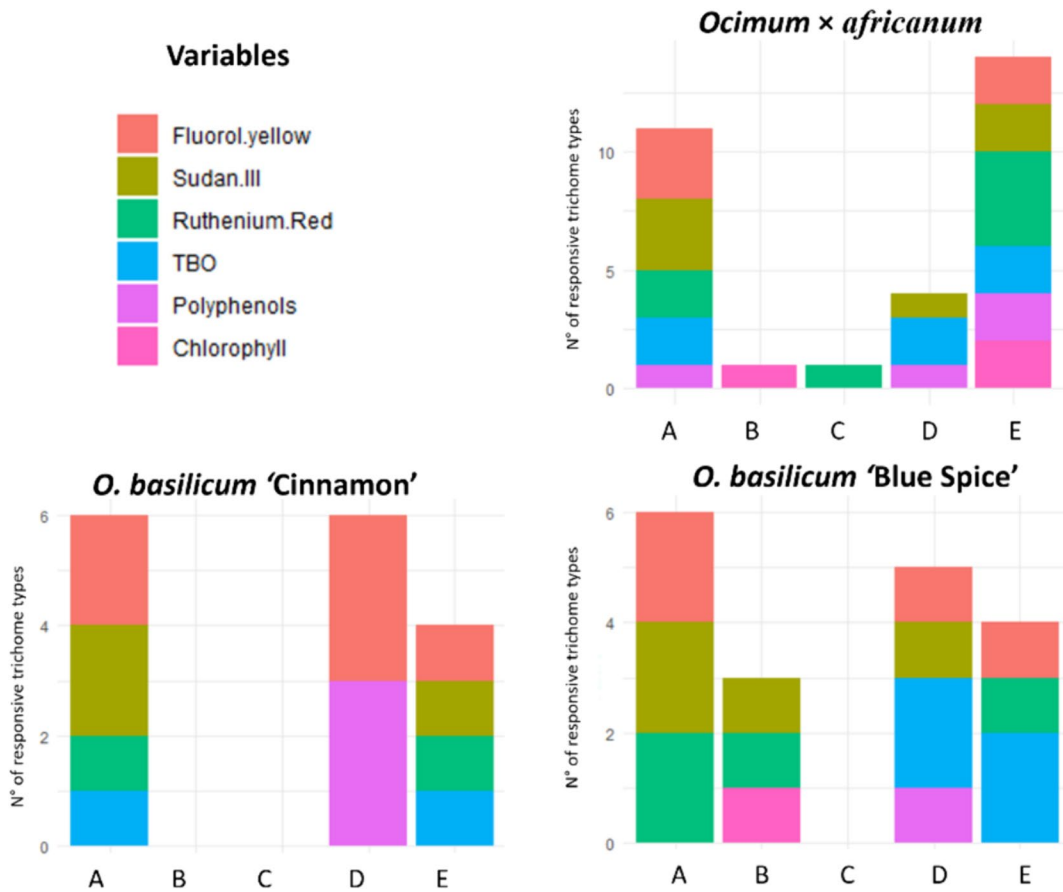 Variables
Fluorol.yellow
Sudan.III
Ruthenium.Red
TBO
Polyphenols
Chlorophyll
Ocimum × africanum
N° of responsive trichome types
10
5
0
A B C D E
O. basilicum ‘Cinnamon’
N° of responsive trichome types
6
4
2
0
A B C D E
O. basilicum ‘Blue Spice’
N° of responsive trichome types
6
4
2
0
A B C D E